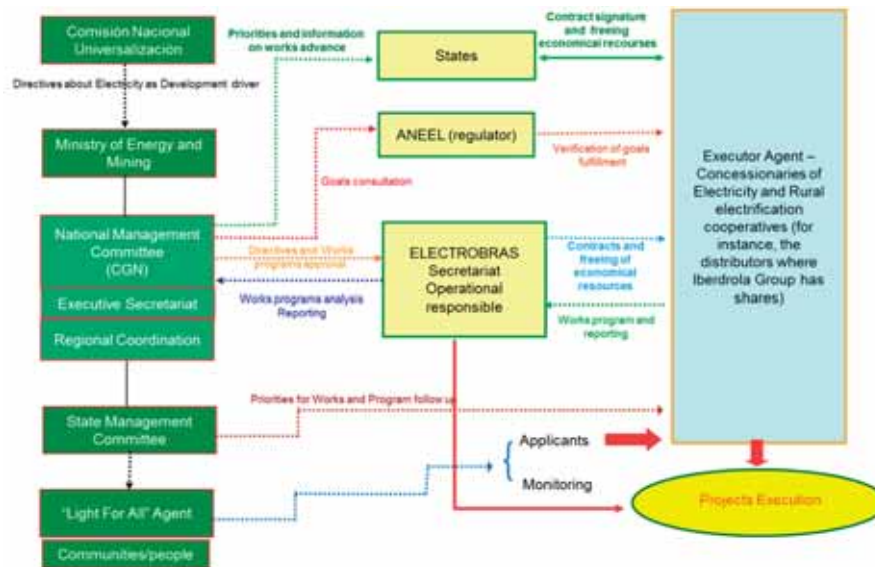 Comisión Nacional
Universalización
Directives about Electricity as Development driver
Ministry of Energy and
Mining
National Management
Committee
(CGN)
Executive Secretariat
Regional Coordination
State Management
Committee
"Light For All" Agent
Communities/people
Priorities and information
on works advance
States
Contract signature
and freeing
economical recourses
ANEEL (regulator)
Goals consultation
Verification of goals
fulfillment
Directives and Works
programs approval
Works programs analysis
Reporting
ELECTROBRAS
Secretariat
Operational
responsible
Contracts and
freeing of
economical
resources
Works program and
reporting
Executor Agent –
Concessionaries of
Electricity and Rural
electrification
cooperatives (for
instance, the
distributors where
Iberdrola Group has
shares)
Priorities for Works and Program follow u
Applicants
Monitoring
Projects Execution